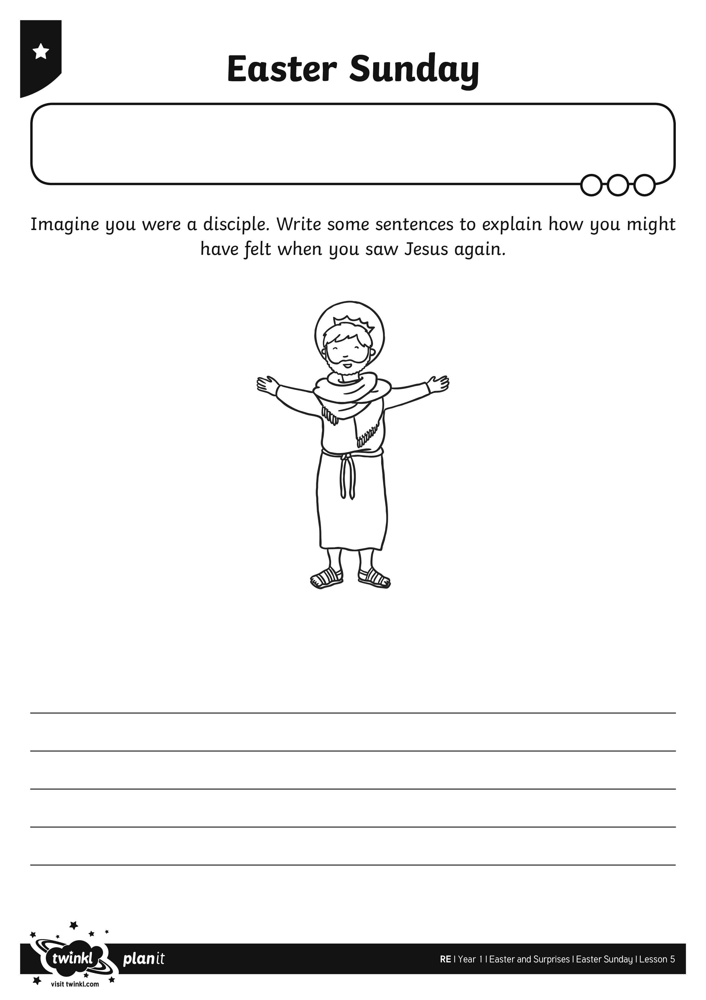 Easter Sunday
Imagine you were a disciple. Write some sentences to explain how you might
have felt when you saw Jesus again.
twinkl
planit
RE | Year 1 | Easter and Surprises | Easter Sunday | Lesson 5
visit twinkl.com